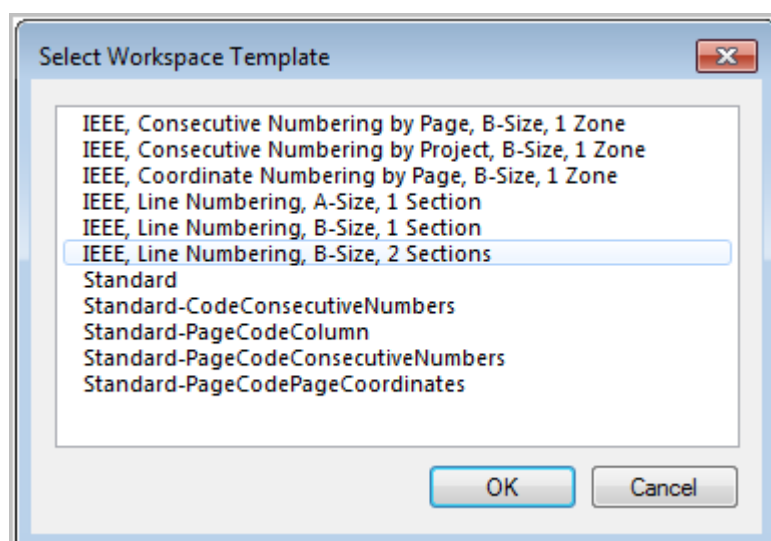 Select Workspace Template
IEEE, Consecutive Numbering by Page, B-Size, 1 Zone
IEEE, Consecutive Numbering by Project, B-Size, 1 Zone
IEEE, Coordinate Numbering by Page, B-Size, 1 Zone
IEEE, Line Numbering, A-Size, 1 Section
IEEE, Line Numbering, B-Size, 1 Section
IEEE, Line Numbering, B-Size, 2 Sections
Standard
Standard-CodeConsecutiveNumbers
Standard-PageCodeColumn
Standard-PageCodeConsecutiveNumbers
Standard-PageCodePageCoordinates
OK Cancel